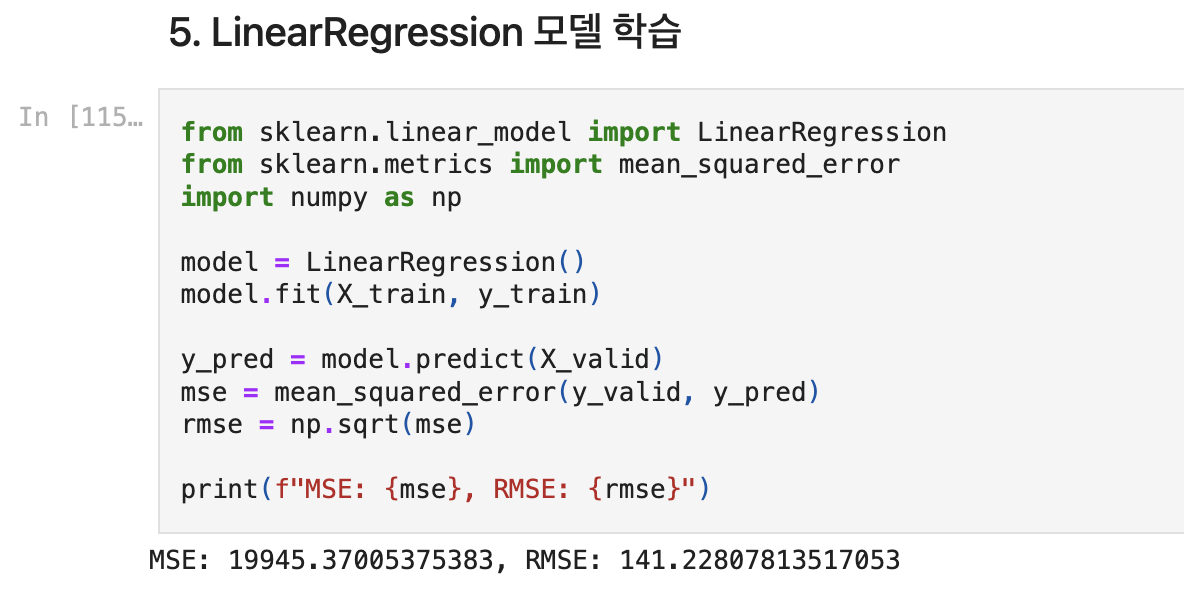 5. LinearRegression 모델 학습
In [115…
from sklearn.linear_model import LinearRegression
from sklearn.metrics import mean_squared_error
import numpy as np
model = LinearRegression()
model.fit(X_train, y_train)
y_pred = model.predict(X_valid)
mse = mean_squared_error(y_valid, y_pred)
rmse = np.sqrt(mse)
print(f"MSE: {mse}, RMSE: {rmse}")
MSE: 19945.37005375383, RMSE: 141.22807813517053